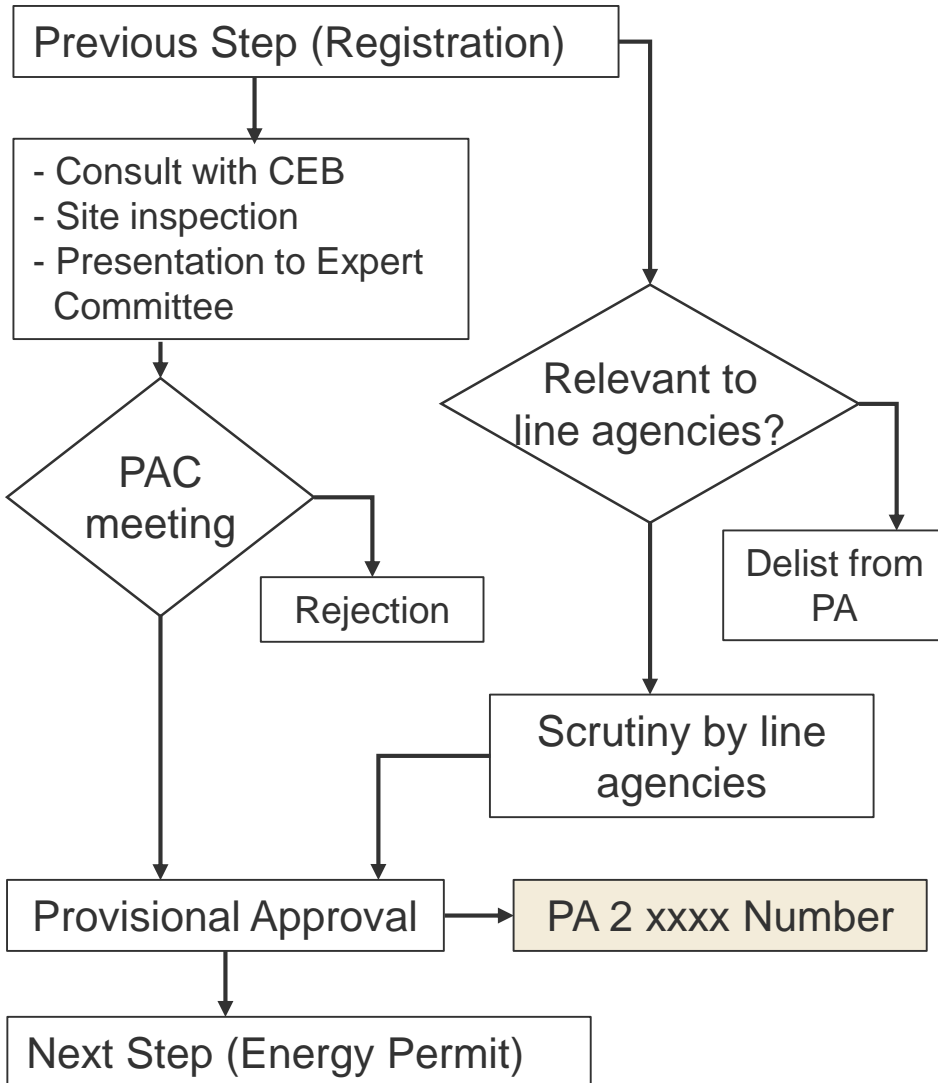 Previous Step (Registration)
- Consult with CEB
- Site inspection
- Presentation to Expert
Committee
Relevant to
line agencies?
PAC
meeting
Rejection
Delist from
PA
Scrutiny by line
agencies
Provisional Approval
PA 2 xxxx Number
Next Step (Energy Permit)